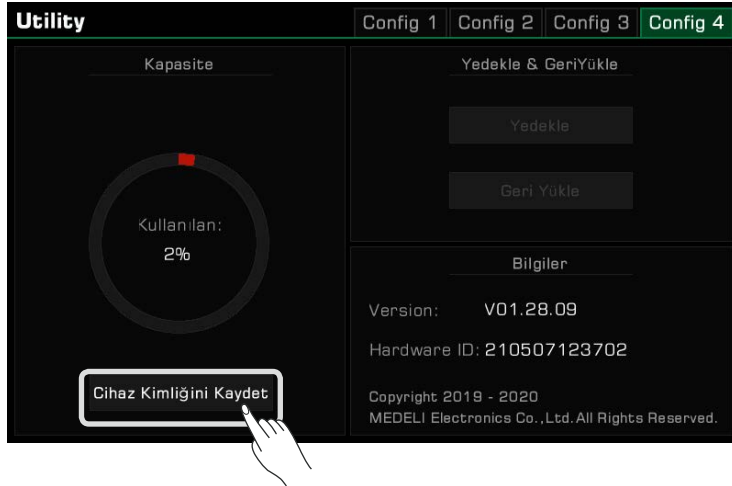 Utility
Config 1
Config 2
Config 3
Config 4
Kapasite
Kullanılan:
2%
Cihaz Kimliğini Kaydet
Yedekle & GeriYükle
Yedekle
Geri Yükle
Bilgiler
Version: V01.28.09
Hardware ID: 210507123702
Copyright 2019 - 2020
MEDELI Electronics Co.,Ltd.All Rights Reserved.